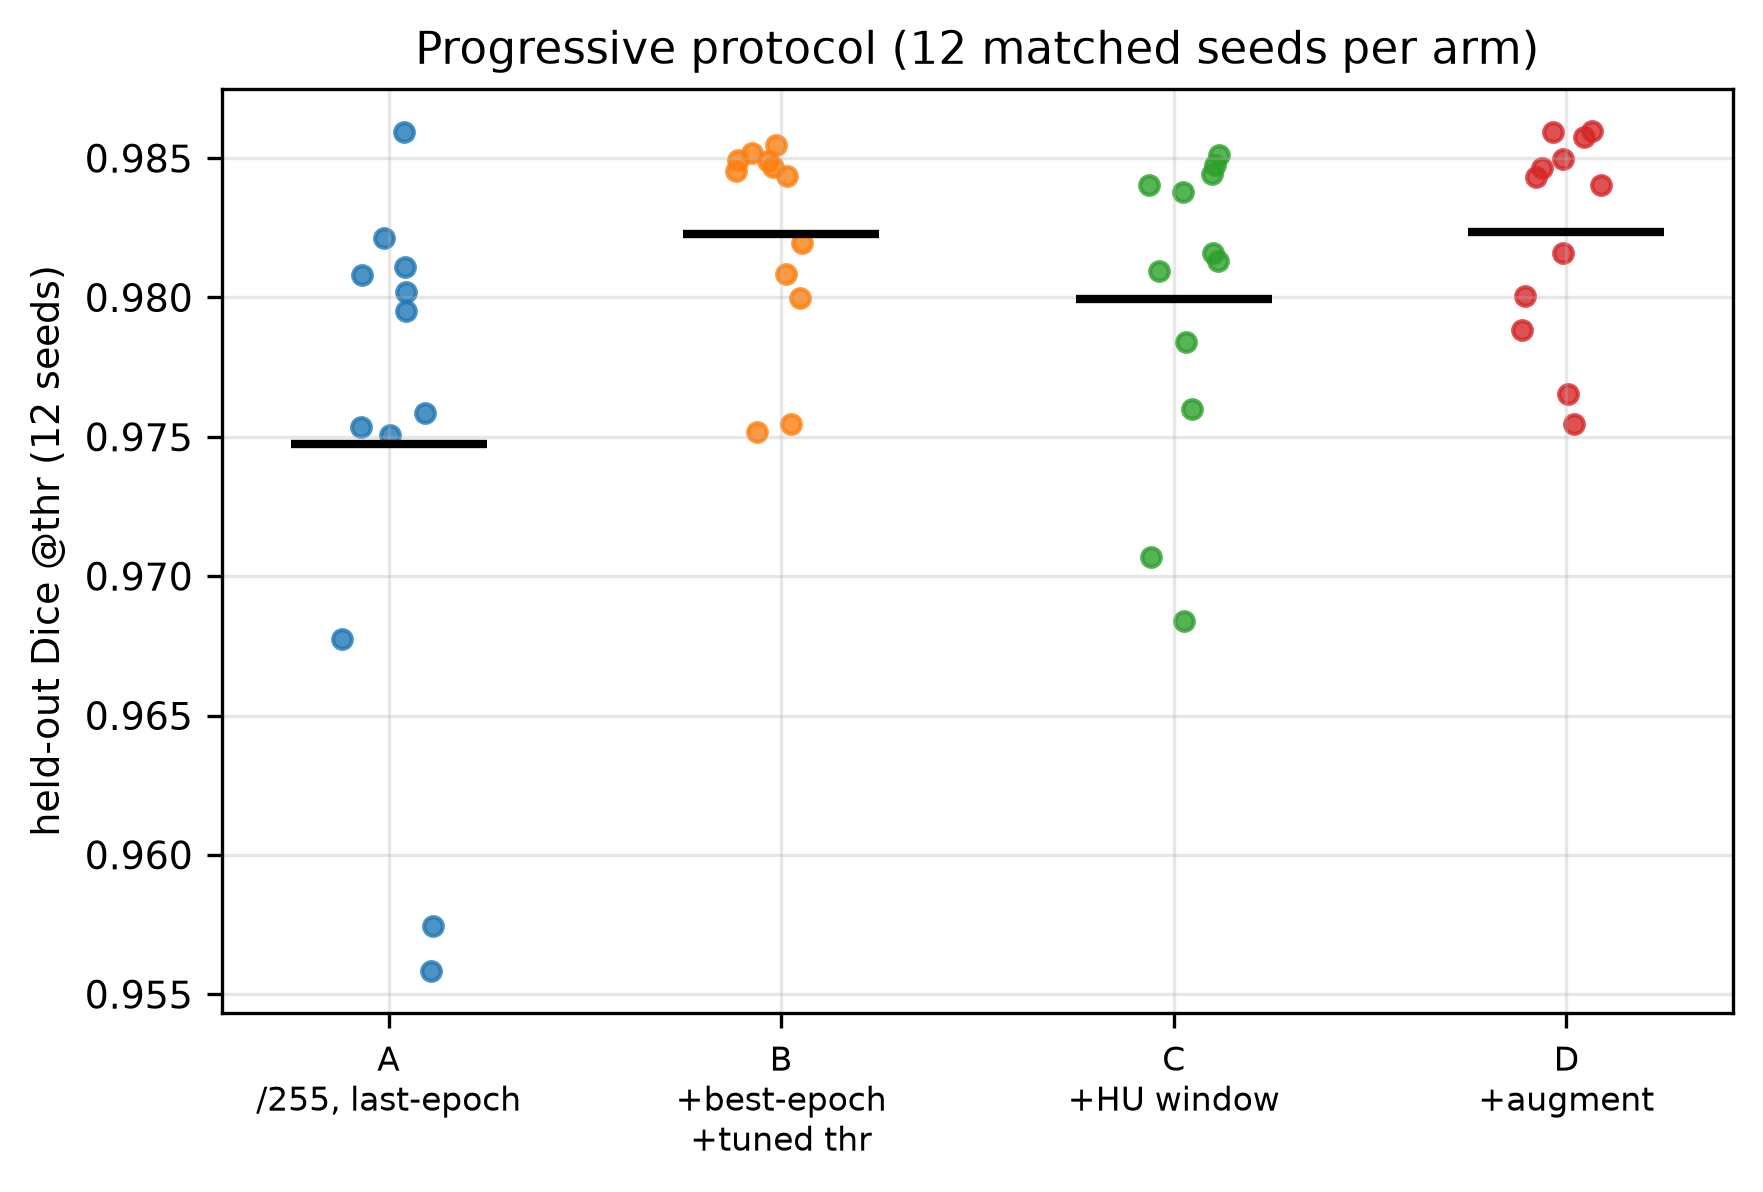 Progressive protocol (12 matched seeds per arm)
held-out Dice @thr (12 seeds)
0.985
0.980
0.975
0.970
0.965
0.960
0.955
A
/255, last-epoch
B
+best-epoch
+tuned thr
C
+HU window
D
+augment